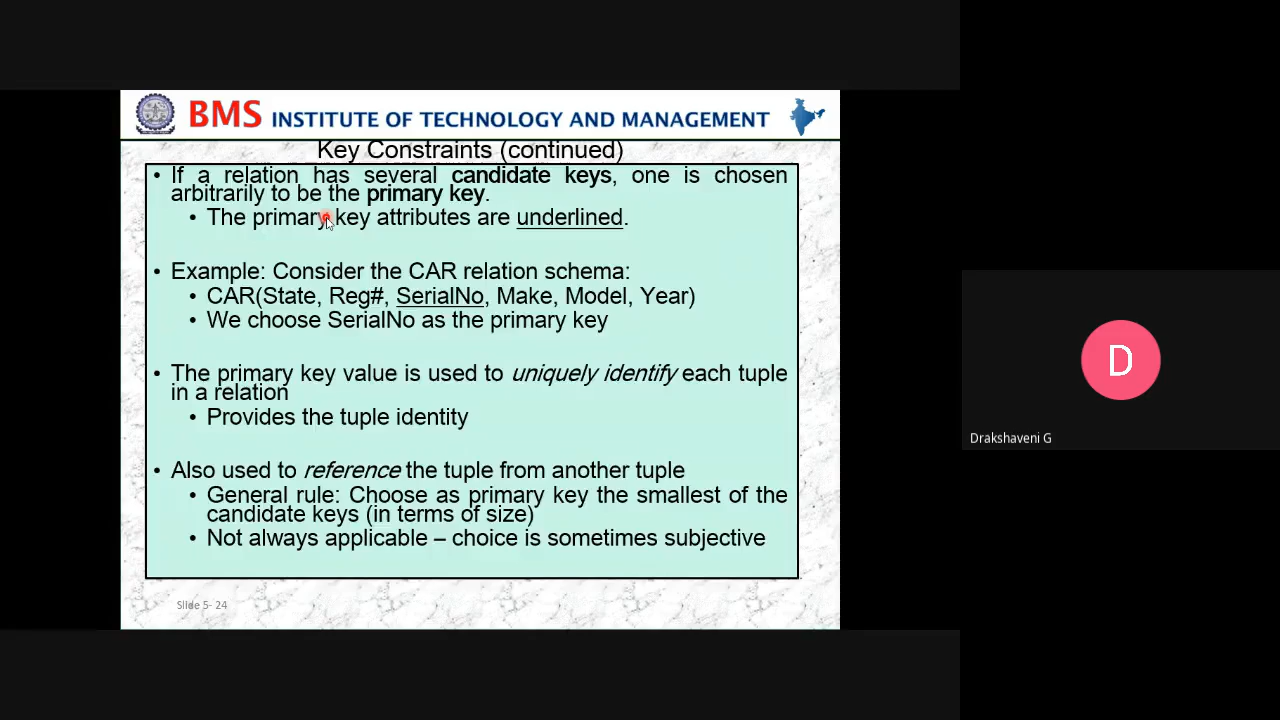 BMS INSTITUTE OF TECHNOLOGY AND MANAGEMENT
Key Constraints (continued)
• If a relation has several candidate keys, one is chosen
arbitrarily to be the primary key.
• The primary key attributes are underlined.
• Example: Consider the CAR relation schema:
• CAR(State, Reg#, SerialNo, Make, Model, Year)
• We choose SerialNo as the primary key
• The primary key value is used to uniquely identify each tuple
in a relation
• Provides the tuple identity
• Also used to reference the tuple from another tuple
• General rule: Choose as primary key the smallest of the
candidate keys (in terms of size)
• Not always applicable – choice is sometimes subjective
Slide 5- 24
D
Drakshaveni G